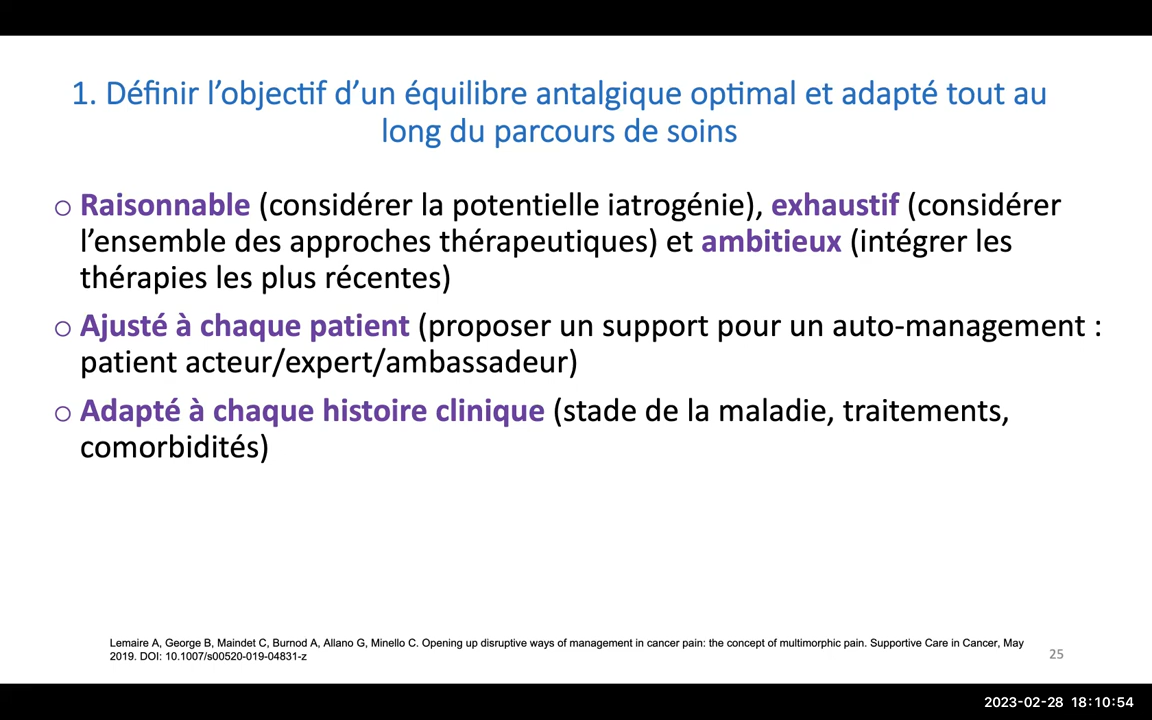 1. Définir l’objectif d’un équilibre antalgique optimal et adapté tout au
long du parcours de soins
o Raisonnable (considérer la potentielle iatrogénie), exhaustif (considérer
l’ensemble des approches thérapeutiques) et ambitieux (intégrer les
thérapies les plus récentes)
o Ajusté à chaque patient (proposer un support pour un auto-management :
patient acteur/expert/ambassadeur)
o Adapté à chaque histoire clinique (stade de la maladie, traitements,
comorbidités)
Lemaire A, George B, Maindet C, Burnod A, Allano G, Minello C. Opening up disruptive ways of management in cancer pain: the concept of multimorphic pain. Supportive Care in Cancer, May
2019. DOI: 10.1007/s00520-019-04831-z
25
2023-02-28 18:10:54